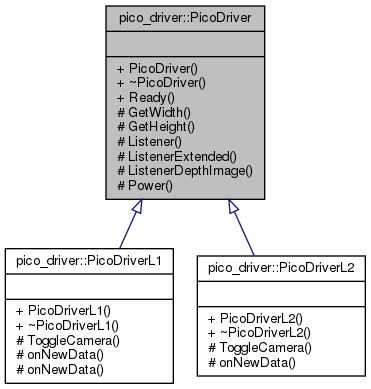 pico_driver::PicoDriver
+ PicoDriver()
+ ~PicoDriver()
+ Ready()
# GetWidth()
# GetHeight()
# Listener()
# ListenerExtended()
# ListenerDepthImage()
# Power()
pico_driver::PicoDriverL1
+ PicoDriverL1()
+ ~PicoDriverL1()
# ToggleCamera()
# onNewData()
# onNewData()
pico_driver::PicoDriverL2
+ PicoDriverL2()
+ ~PicoDriverL2()
# ToggleCamera()
# onNewData()